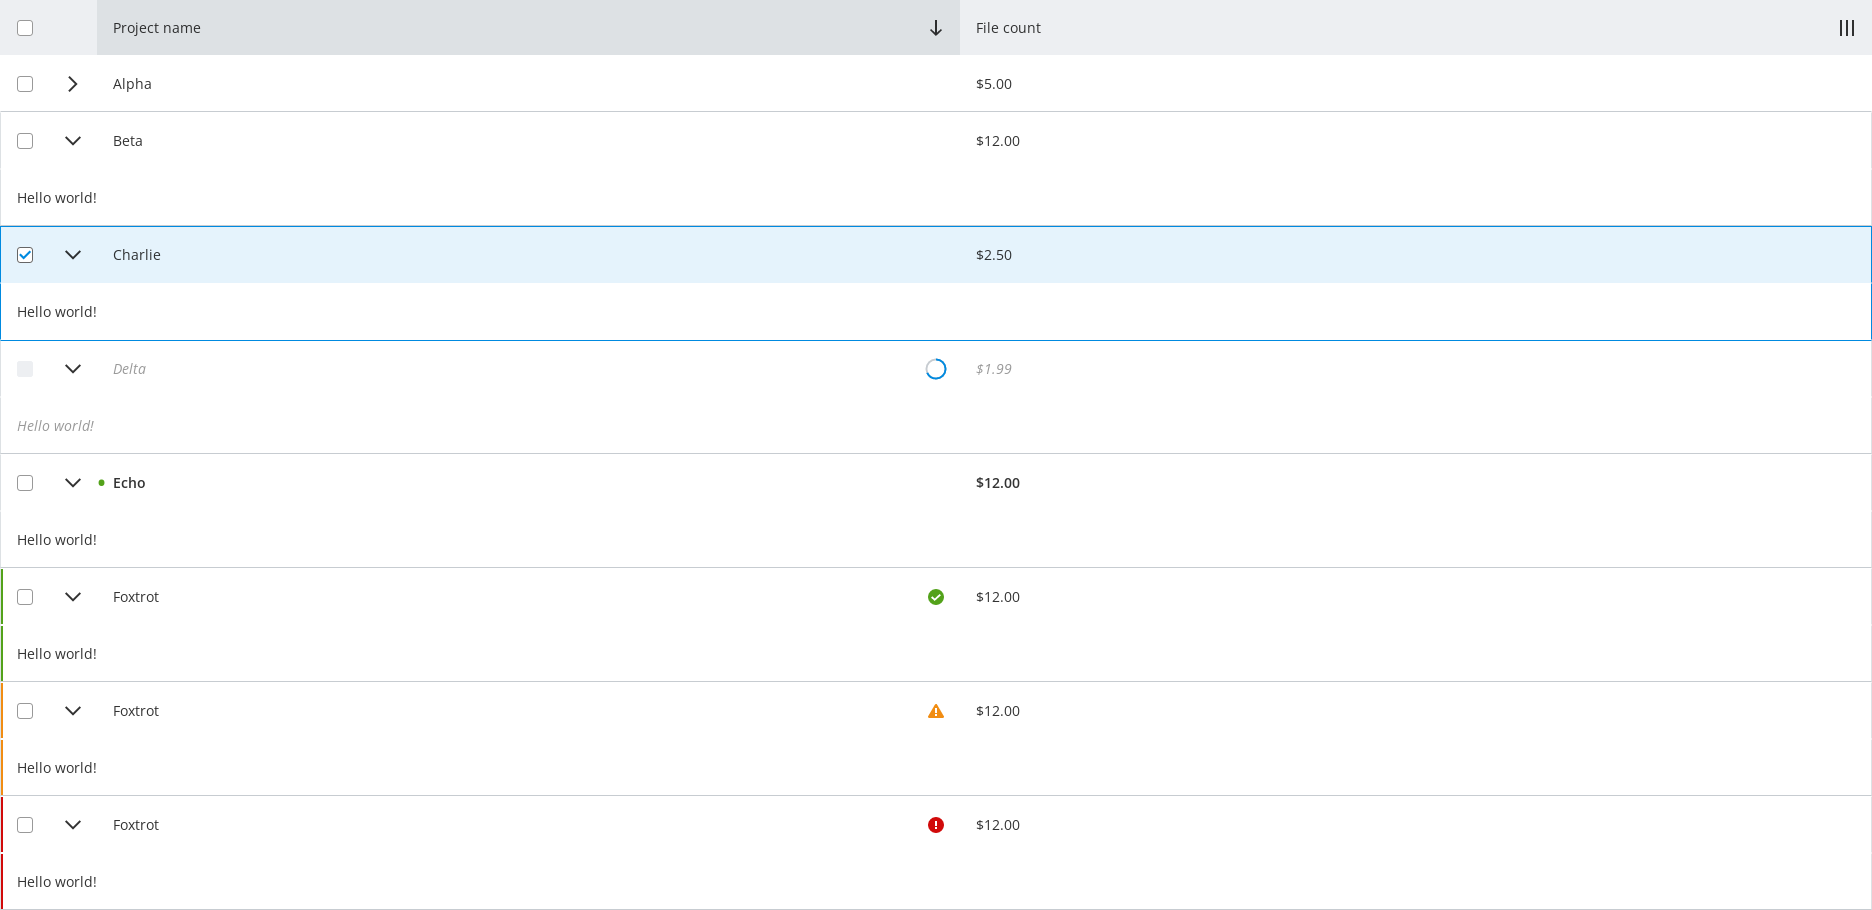 Project name File count
Alpha $5.00
Beta $12.00
Hello world!
Charlie $2.50
Hello world!
Delta $1.99
Hello world!
Echo $12.00
Hello world!
Foxtrot $12.00
Hello world!
Foxtrot $12.00
Hello world!
Foxtrot $12.00
Hello world!